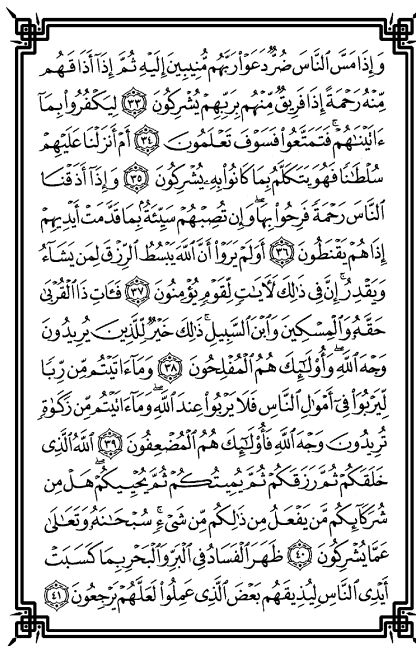 وَإِذَا مَسَّ ٱلنَّاسَ ضُرٌّ دَعَوْا۟ رَبَّهُم مُّنِيبِينَ إِلَيْهِ ثُمَّ إِذَآ أَذَاقَهُم
مِّنْهُ رَحْمَةً إِذَا فَرِيقٌ مِّنْهُم بِرَبِّهِمْ يُشْرِكُونَ ٣٣ لِيَكْفُرُوا۟ بِمَآ
ءَاتَيْنَٰهُمْ ۚ فَتَمَتَّعُوا۟ فَسَوْفَ تَعْلَمُونَ ٣٤ أَمْ أَنزَلْنَا عَلَيْهِمْ
سُلْطَٰنًا فَهُوَ يَتَكَلَّمُ بِمَا كَانُوا۟ بِهِۦ يُشْرِكُونَ ٣٥ وَإِذَآ أَذَقْنَا
ٱلنَّاسَ رَحْمَةً فَرِحُوا۟ بِهَا ۖ وَإِن تُصِبْهُمْ سَيِّئَةٌۢ بِمَا قَدَّمَتْ أَيْدِيهِمْ
إِذَا هُمْ يَقْنَطُونَ ٣٦ أَوَلَمْ يَرَوْا۟ أَنَّ ٱللَّهَ يَبْسُطُ ٱلرِّزْقَ لِمَن يَشَآءُ
وَيَقْدِرُ ۚ إِنَّ فِى ذَٰلِكَ لَءَايَٰتٍ لِّقَوْمٍ يُؤْمِنُونَ ٣٧ فَـَٔاتِ ذَا ٱلْقُرْبَىٰ
حَقَّهُۥ وَٱلْمِسْكِينَ وَٱبْنَ ٱلسَّبِيلِ ۚ ذَٰلِكَ خَيْرٌ لِّلَّذِينَ يُرِيدُونَ
وَجْهَ ٱللَّهِ ۖ وَأُو۟لَٰٓئِكَ هُمُ ٱلْمُفْلِحُونَ ٣٨ وَمَآ ءَاتَيْتُم مِّن رِّبًا
لِّيَرْبُوَا۟ فِىٓ أَمْوَٰلِ ٱلنَّاسِ فَلَا يَرْبُوا۟ عِندَ ٱللَّهِ ۖ وَمَآ ءَاتَيْتُم مِّن زَكَوٰةٍ
تُرِيدُونَ وَجْهَ ٱللَّهِ فَأُو۟لَٰٓئِكَ هُمُ ٱلْمُضْعِفُونَ ٣٩ ٱللَّهُ ٱلَّذِى
خَلَقَكُمْ ثُمَّ رَزَقَكُمْ ثُمَّ يُمِيتُكُمْ ثُمَّ يُحْيِيكُمْ ۖ هَلْ مِن
شُرَكَآئِكُم مَّن يَفْعَلُ مِن ذَٰلِكُم مِّن شَىْءٍ ۚ سُبْحَٰنَهُۥ وَتَعَٰلَىٰ
عَمَّا يُشْرِكُونَ ٤٠ ظَهَرَ ٱلْفَسَادُ فِى ٱلْبَرِّ وَٱلْبَحْرِ بِمَا كَسَبَتْ
أَيْدِى ٱلنَّاسِ لِيُذِيقَهُم بَعْضَ ٱلَّذِى عَمِلُوا۟ لَعَلَّهُمْ يَرْجِعُونَ ٤١